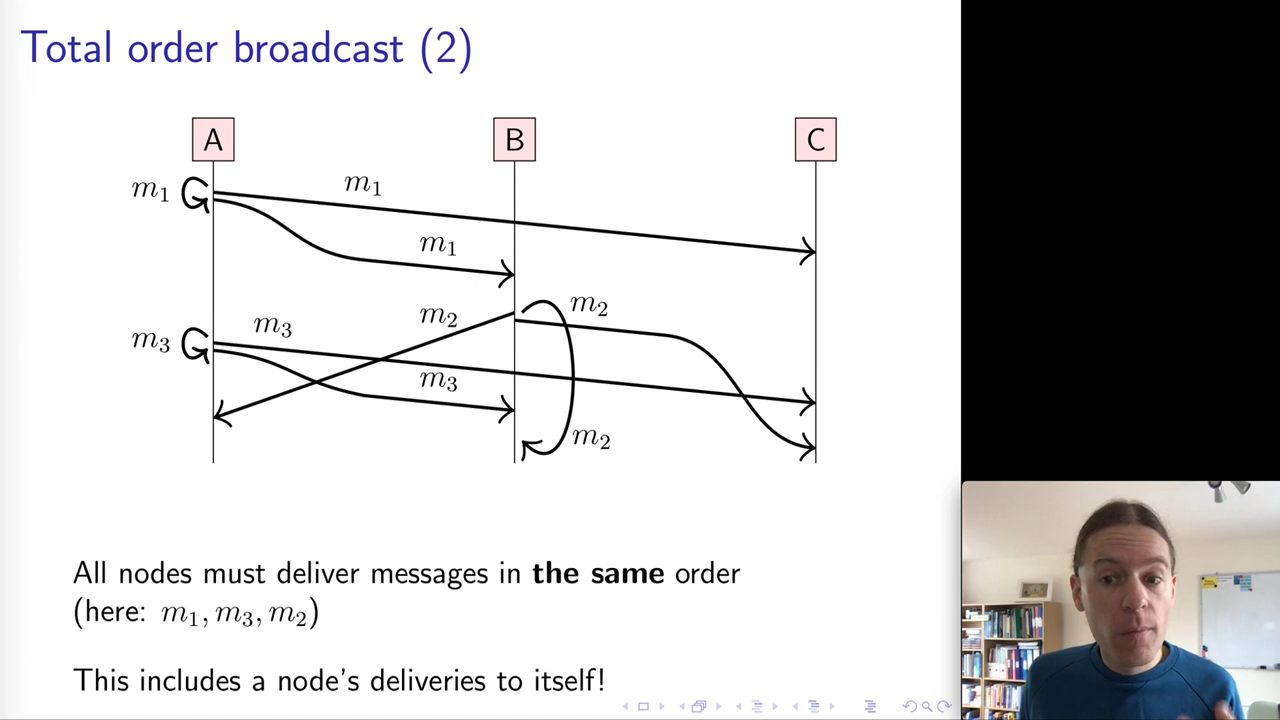 Total order broadcast (2)
A
B
C
m₁
m₁
m₁
m₂
m₂
m₃
m₃
m₃
m₂
All nodes must deliver messages in the same order
(here: m₁, m₃, m₂)
This includes a node's deliveries to itself!